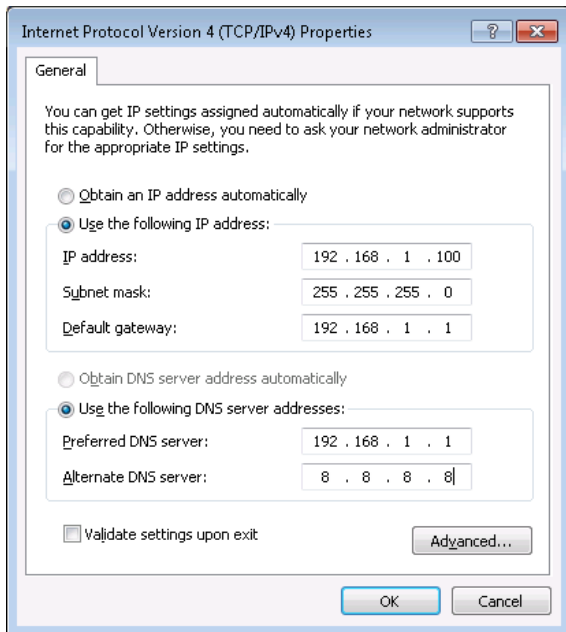 Internet Protocol Version 4 (TCP/IPv4) Properties
General
You can get IP settings assigned automatically if your network supports
this capability. Otherwise, you need to ask your network administrator
for the appropriate IP settings.
Obtain an IP address automatically
Use the following IP address:
IP address: 192 . 168 . 1 . 100
Subnet mask: 255 . 255 . 255 . 0
Default gateway: 192 . 168 . 1 . 1
Obtain DNS server address automatically
Use the following DNS server addresses:
Preferred DNS server: 192 . 168 . 1 . 1
Alternate DNS server: 8 . 8 . 8 . 8
Validate settings upon exit
Advanced...
OK Cancel